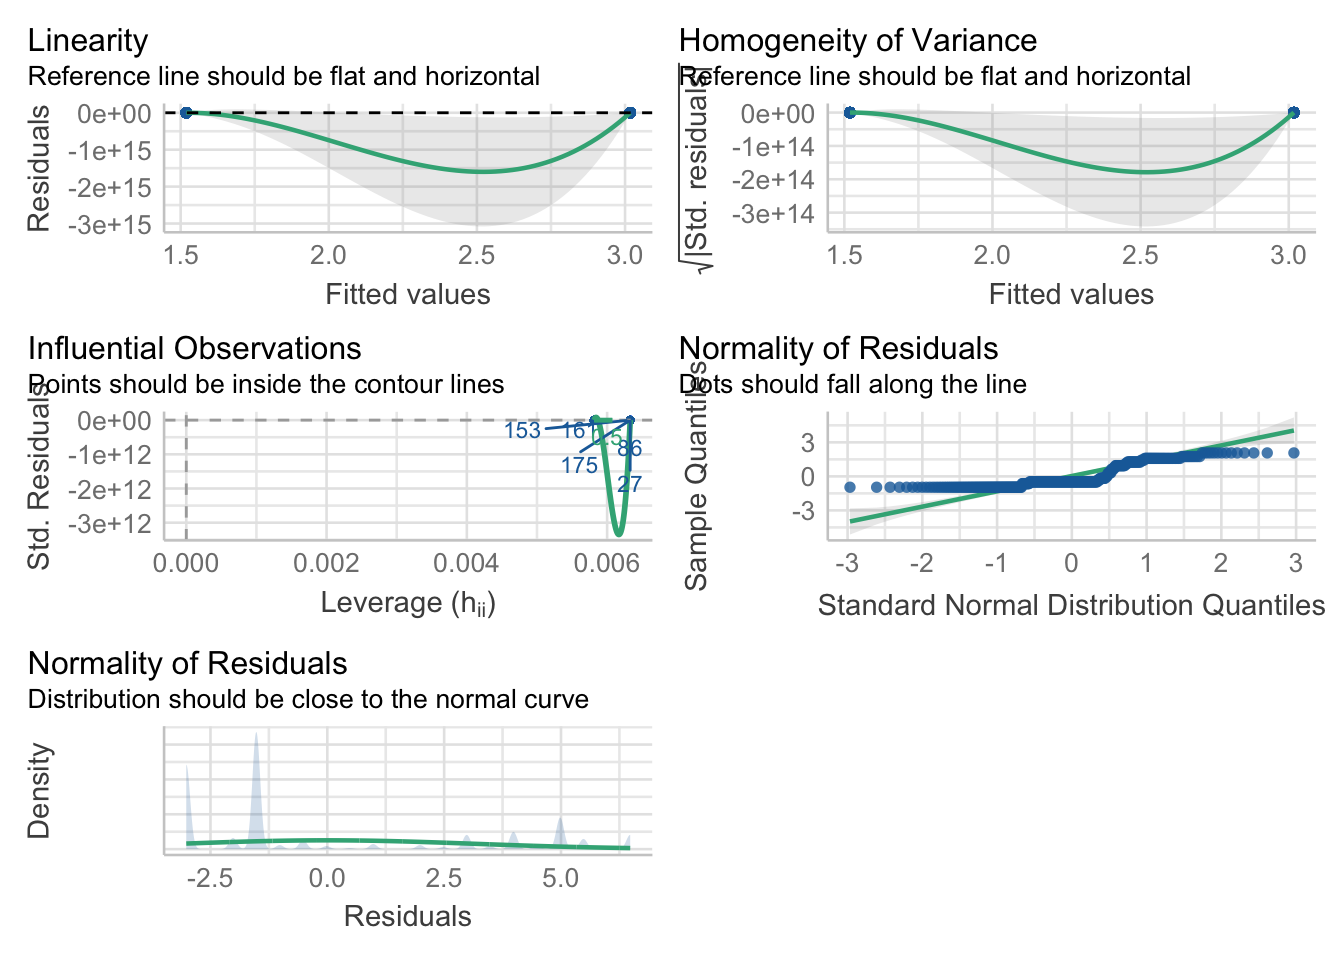 Linearity
Reference line should be flat and horizontal
Residuals
0e+00
-1e+15
-2e+15
-3e+15
1.5 2.0 2.5 3.0
Fitted values
Homogeneity of Variance
Reference line should be flat and horizontal
√|Std. residuals|
0e+00
-1e+14
-2e+14
-3e+14
1.5 2.0 2.5 3.0
Fitted values
Influential Observations
Points should be inside the contour lines
Std. Residuals
0e+00
-1e+12
-2e+12
-3e+12
153 16
86
175
27
0.000 0.002 0.004 0.006
Leverage (hii)
Normality of Residuals
Dots should fall along the line
Sample Quantiles
3
0
-3
-3 -2 -1 0 1 2 3
Standard Normal Distribution Quantiles
Normality of Residuals
Distribution should be close to the normal curve
Density
-2.5 0.0 2.5 5.0
Residuals